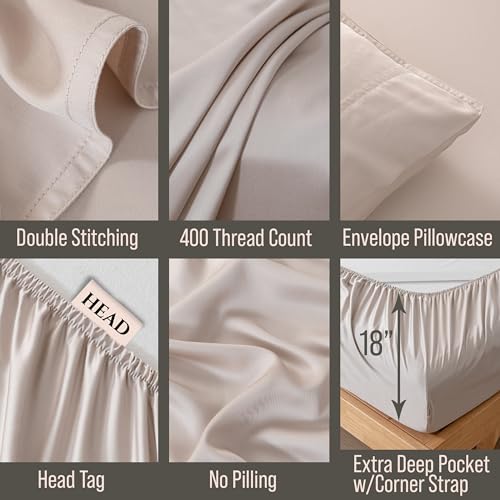 Double Stitching
400 Thread Count
Envelope Pillowcase
HEAD
18”
Head Tag
No Pilling
Extra Deep Pocket
w/Corner Strap